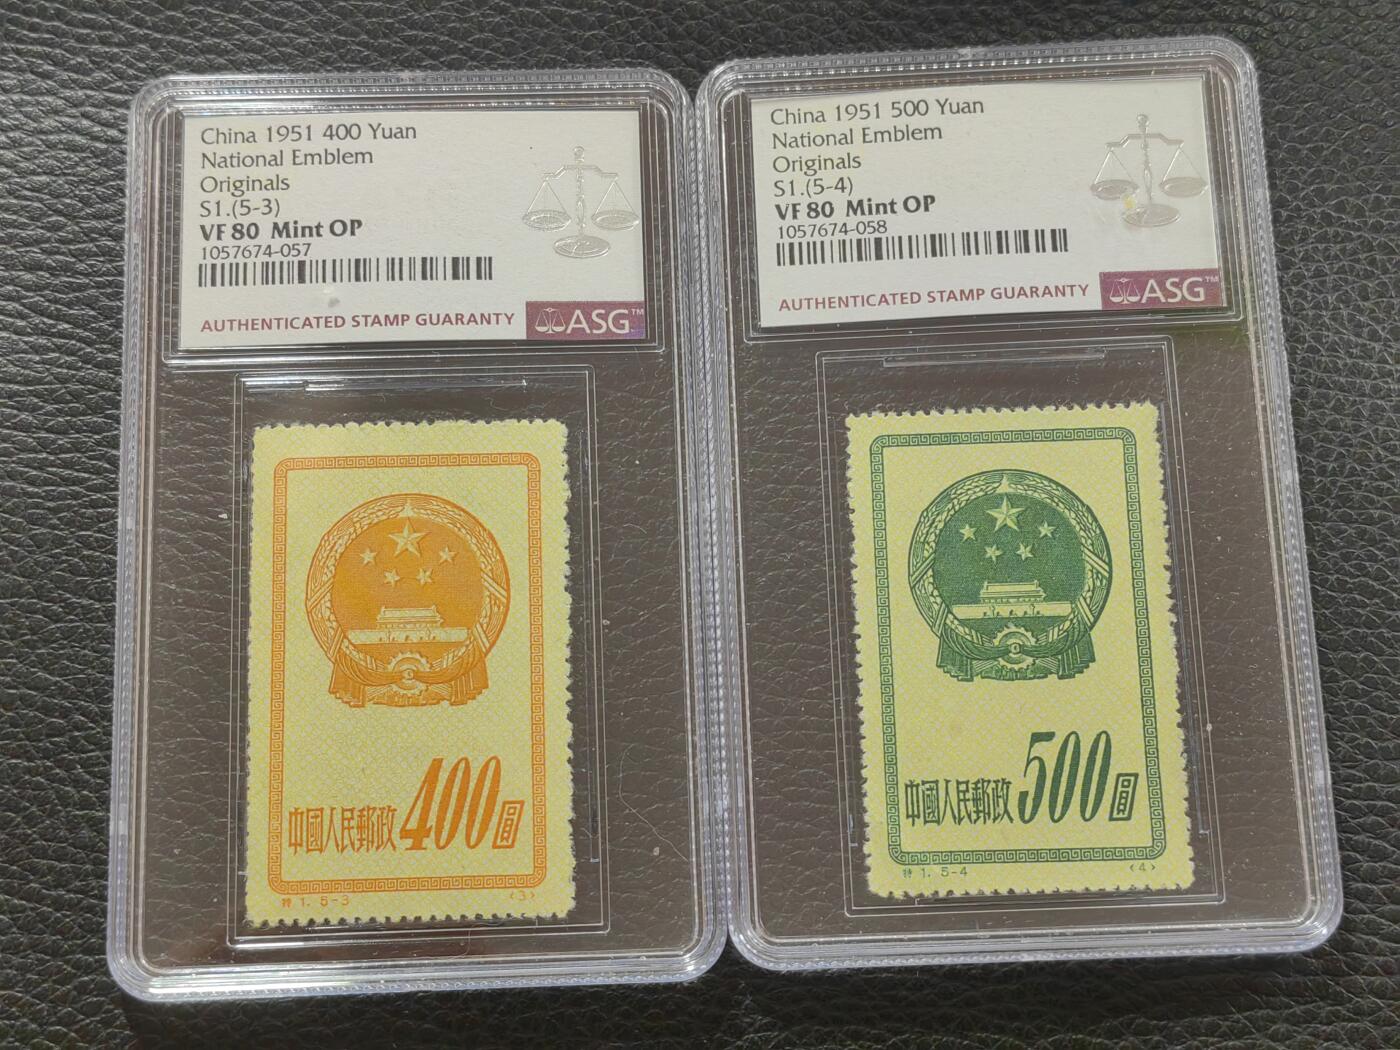 China 1951 400 Yuan
National Emblem
Originals
S1.(5-3)
VF 80 Mint OP
1057674-057
AUTHENTICATED STAMP GUARANTY
ASG™
中國人民郵政400圓
特 1. 5-3
<3>
China 1951 500 Yuan
National Emblem
Originals
S1.(5-4)
VF 80 Mint OP
1057674-058
AUTHENTICATED STAMP GUARANTY
ASG™
中國人民郵政500圓
特 1. 5-4
<4>